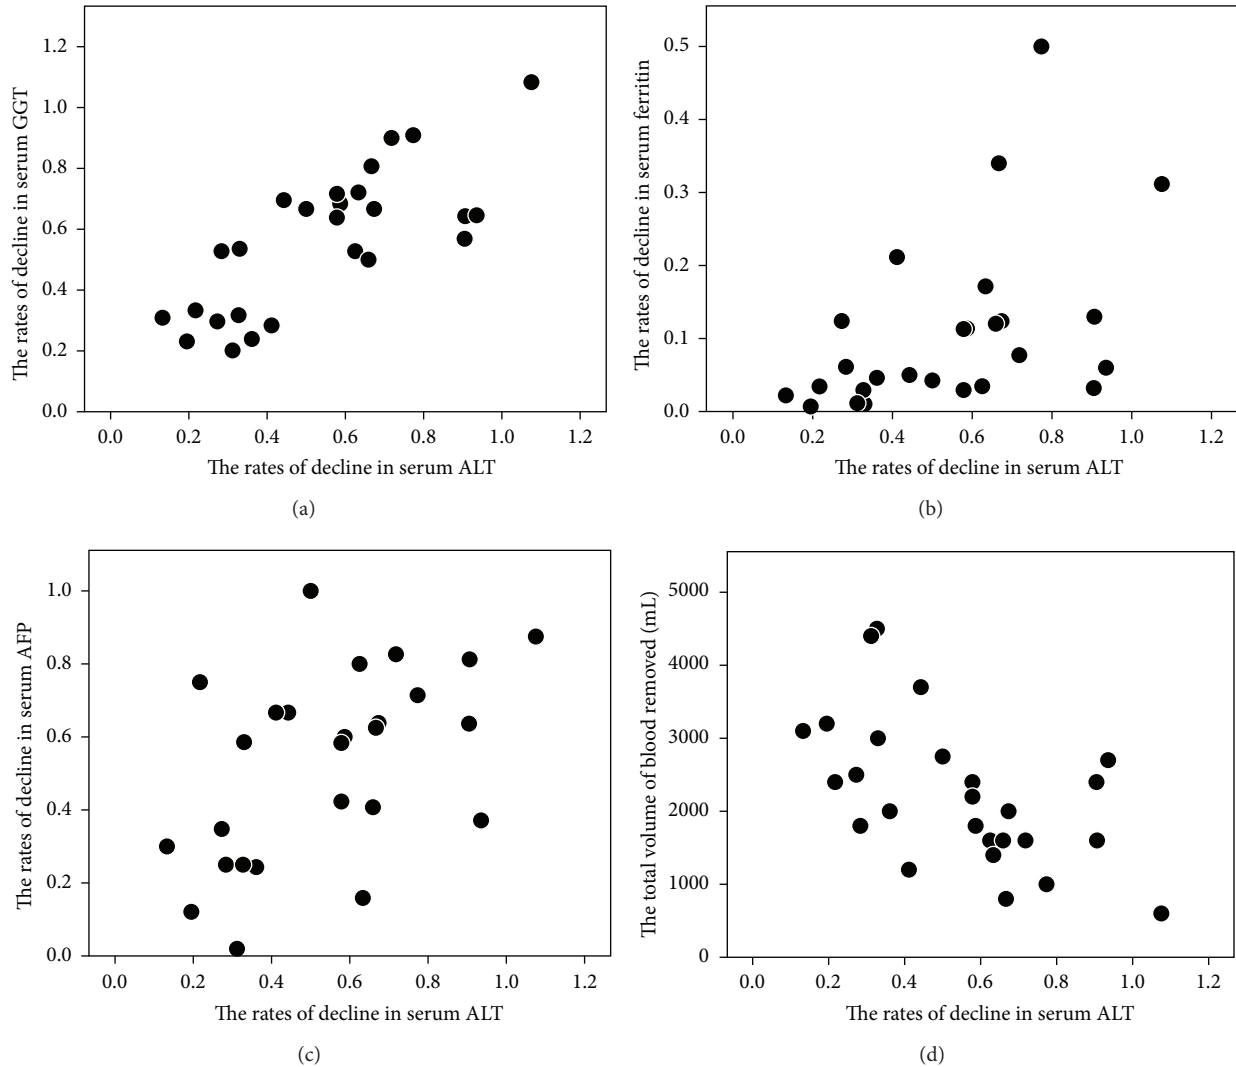 The rates of decline in serum GGT
1.2
1.0
0.8
0.6
0.4
0.2
0.0
0.0 0.2 0.4 0.6 0.8 1.0 1.2
The rates of decline in serum ALT
(a)
The rates of decline in serum ferritin
0.5
0.4
0.3
0.2
0.1
0.0
0.0 0.2 0.4 0.6 0.8 1.0 1.2
The rates of decline in serum ALT
(b)
The rates of decline in serum AFP
1.0
0.8
0.6
0.4
0.2
0.0
0.0 0.2 0.4 0.6 0.8 1.0 1.2
The rates of decline in serum ALT
(c)
The total volume of blood removed (mL)
5000
4000
3000
2000
1000
0
0.0 0.2 0.4 0.6 0.8 1.0 1.2
The rates of decline in serum ALT
(d)